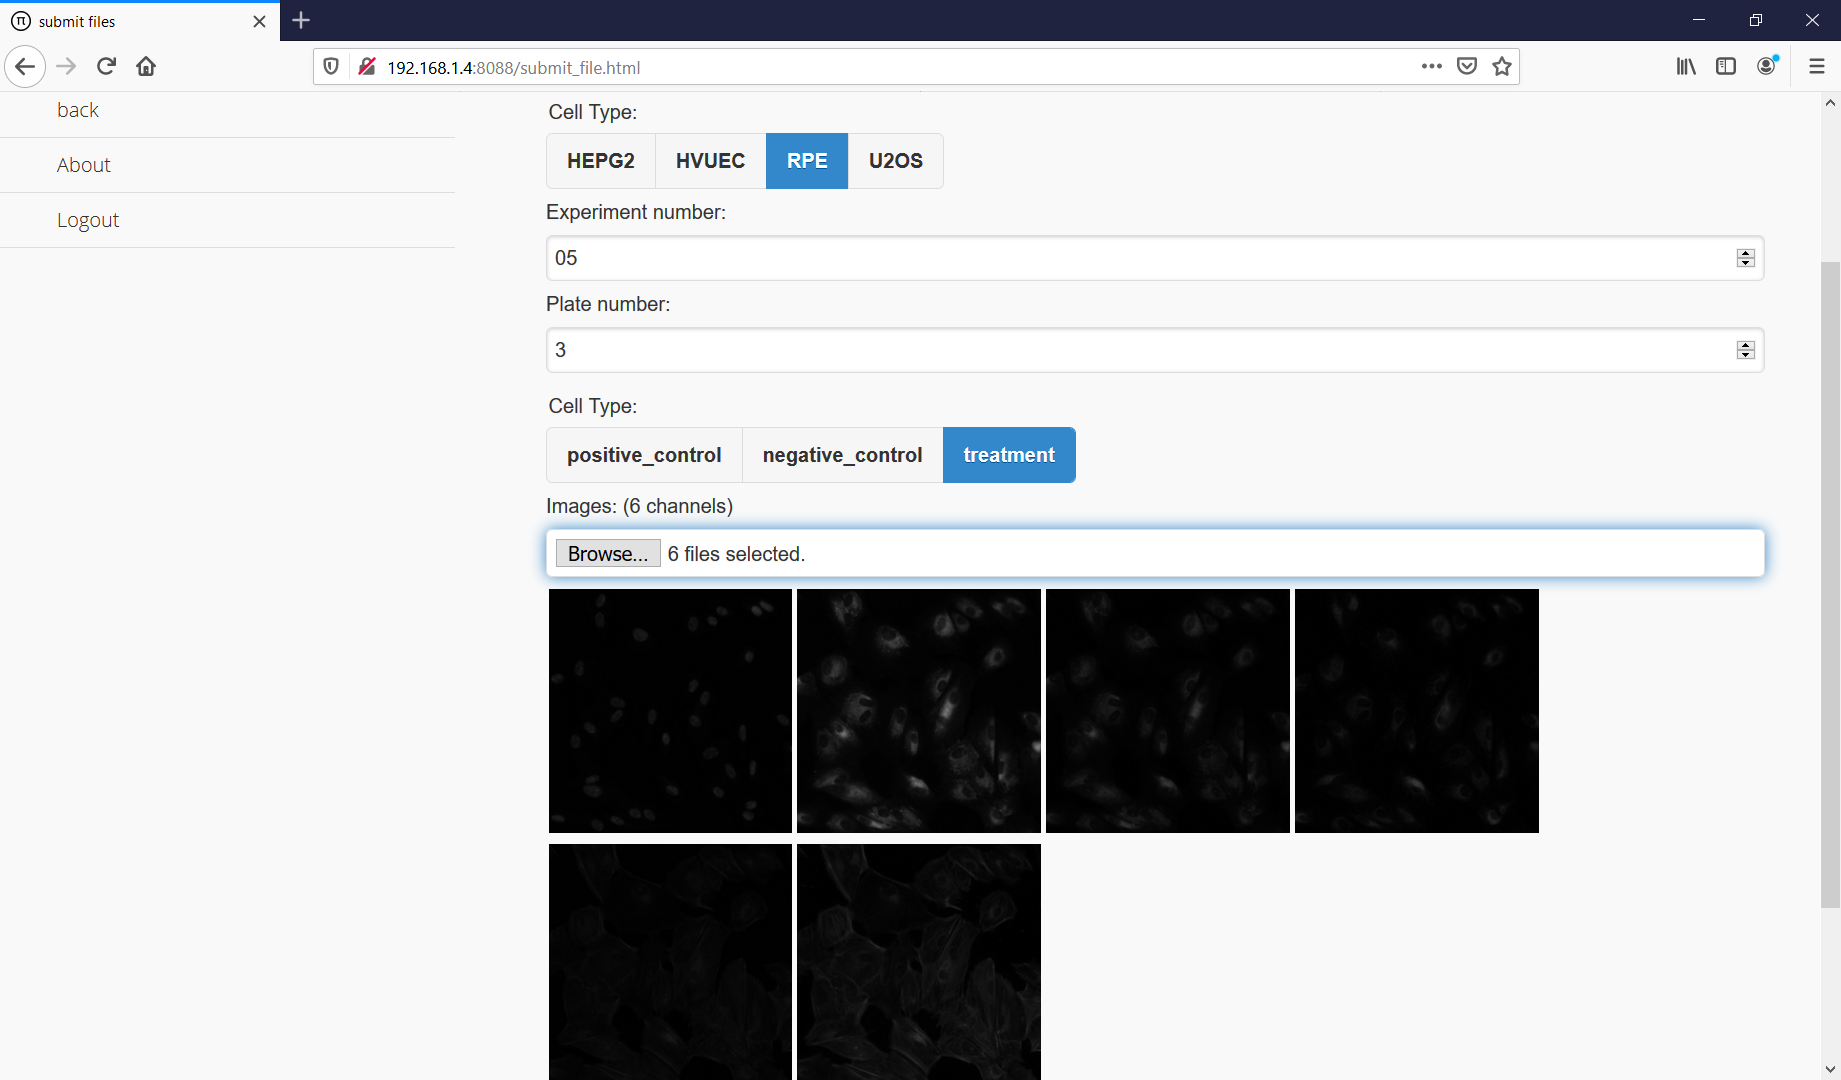 submit files
192.168.1.4:8088/submit_file.html
back
About
Logout
Cell Type:
HEPG2 HVUEC RPE U2OS
Experiment number:
05
Plate number:
3
Cell Type:
positive_control negative_control treatment
Images: (6 channels)
Browse... 6 files selected.